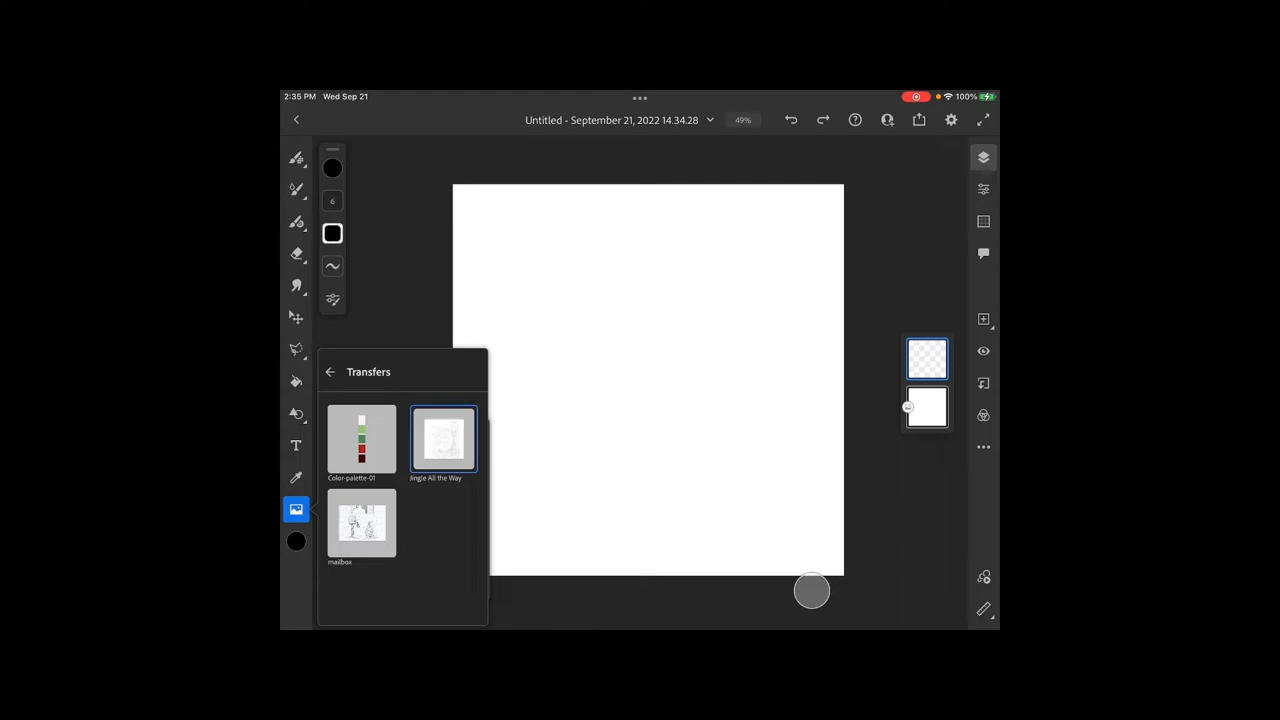 2:35 PM Wed Sep 21 100%
Untitled - September 21, 2022 14.34.28 49%
6
Transfers
Color-palette-01 Jingle All the Way
mailbox
T